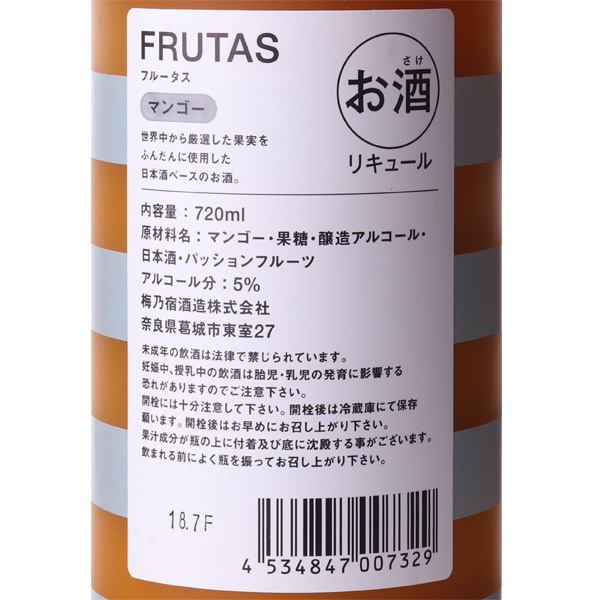 FRUTAS
フルータス
マンゴー
世界中から厳選した果実を
ふんだんに使用した
日本酒ベースのお酒。
さけ
お酒
リキュール
内容量：720ml
原材料名：マンゴー・果糖・醸造アルコール・
日本酒・パッションフルーツ
アルコール分：5%
梅乃宿酒造株式会社
奈良県葛城市東室27
未成年の飲酒は法律で禁じられています。
妊娠中、授乳中の飲酒は胎児・乳児の発育に影響する
恐れがありますのでご注意下さい。
開栓には十分注意して下さい。開栓後は冷蔵庫にて保存
願います。開栓後はお早めにお召し上がり下さい。
果汁成分が瓶の上に付着及び底に沈殿する事がございます。
飲まれる前によく瓶を振ってお召し上がり下さい。
18.7F
4 534847 007329